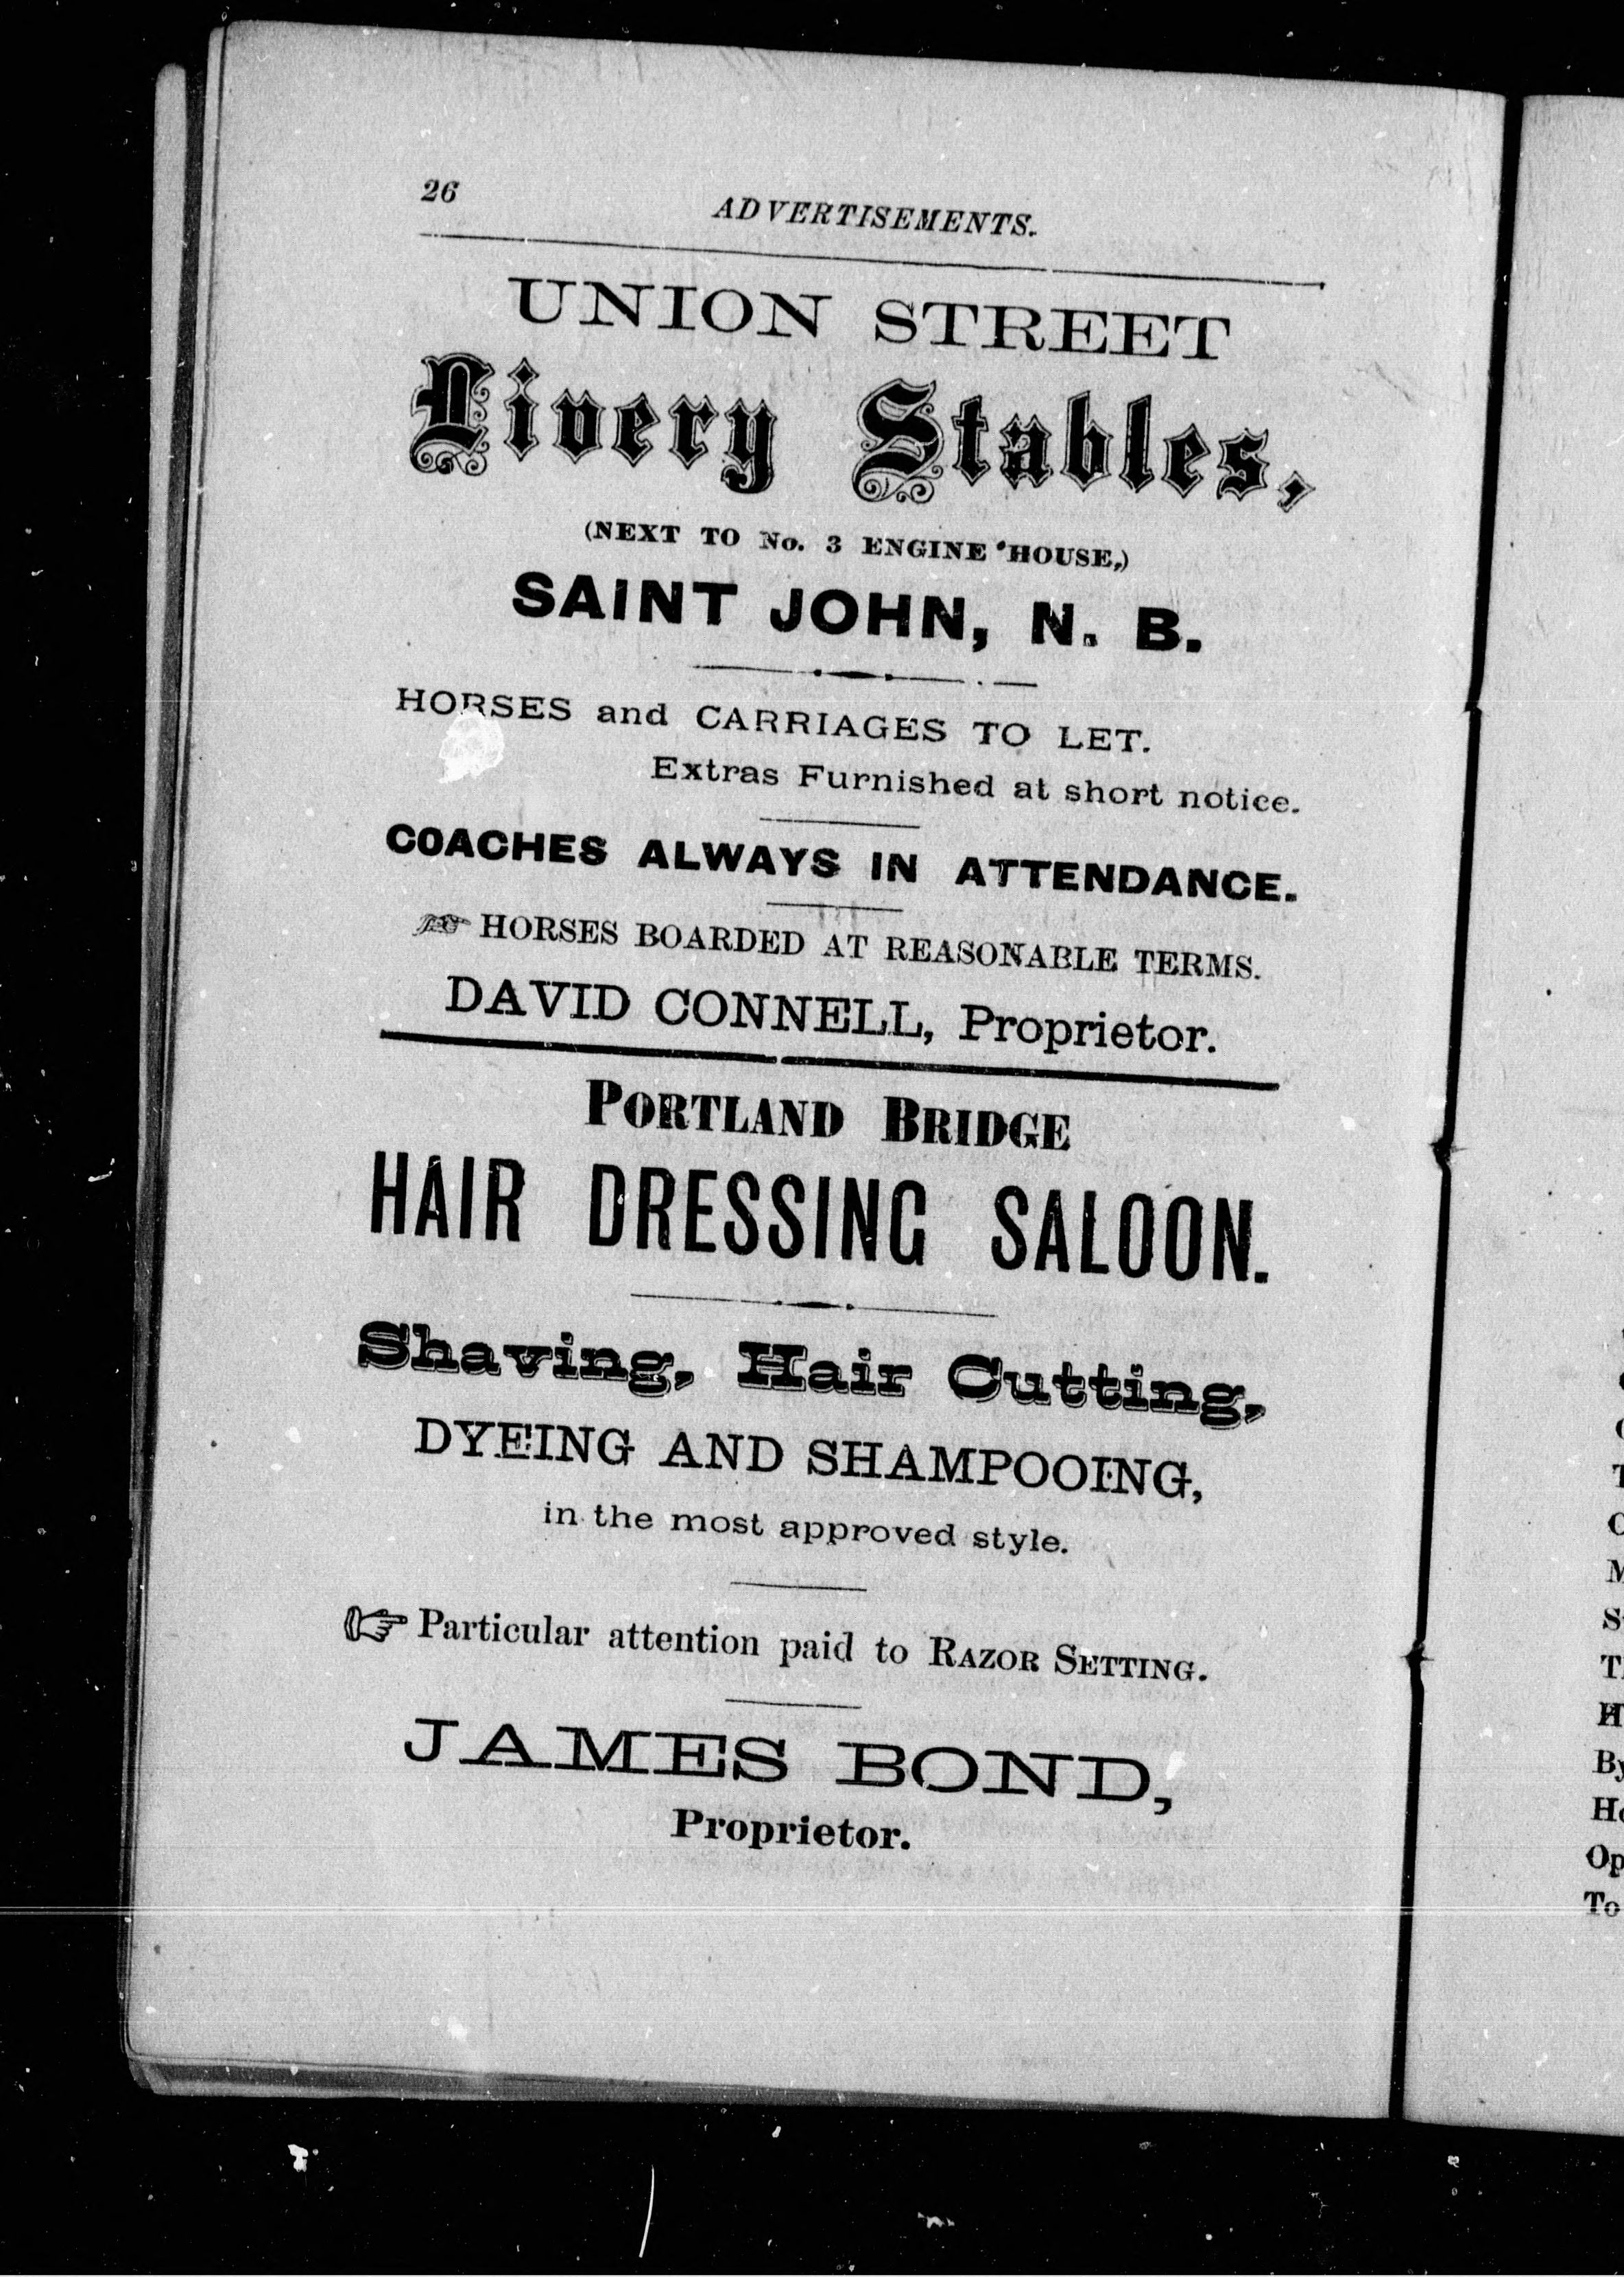 26
ADVERTISEMENTS.
UNION STREET
Livery Stables,
(NEXT TO No. 3 ENGINE HOUSE,)
SAINT JOHN, N. B.
HORSES and CARRIAGES TO LET.
Extras Furnished at short notice.
COACHES ALWAYS IN ATTENDANCE.
☞ HORSES BOARDED AT REASONABLE TERMS.
DAVID CONNELL, Proprietor.
PORTLAND BRIDGE
HAIR DRESSING SALOON.
Shaving, Hair Cutting,
DYEING AND SHAMPOOING,
in the most approved style.
☞ Particular attention paid to RAZOR SETTING.
JAMES BOND,
Proprietor.
By
To